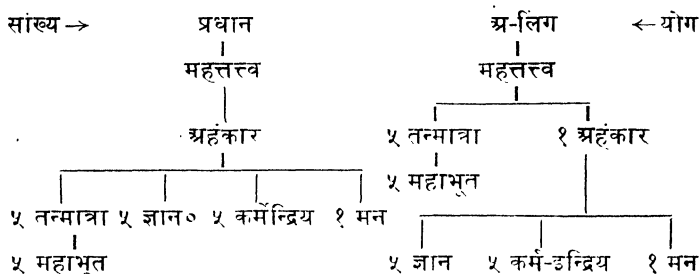 सांख्य → प्रधान अ-लिंग ← योग
महत्तत्त्व महत्तत्त्व
अहंकार ५ तन्मात्रा १ अहंकार
५ महाभूत
५ तन्मात्रा ५ ज्ञान० ५ कर्मेन्द्रिय १ मन
५ महाभूत ५ ज्ञान ५ कर्म-इन्द्रिय १ मन